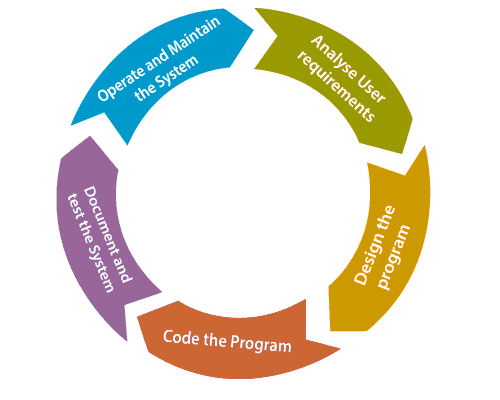 Analyse User
requirements
Design the
program
Code the Program
Document and
test the System
Operate and Maintain
the System